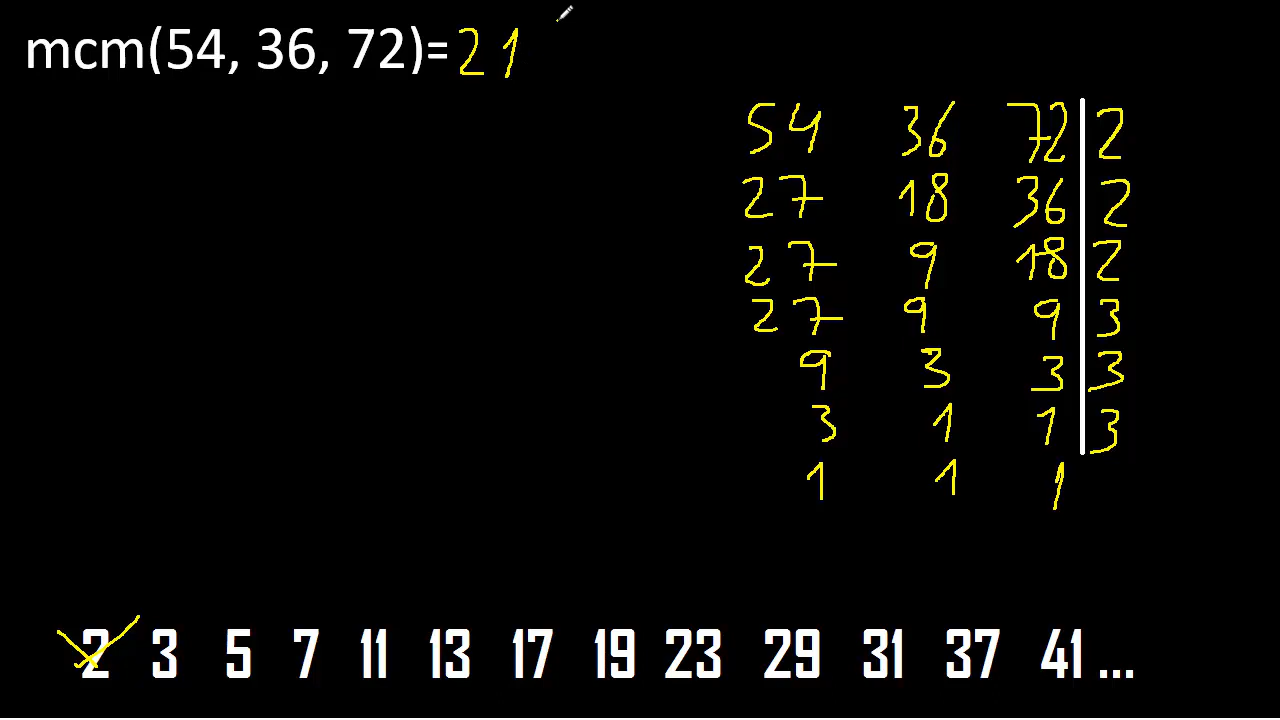 mcm(54, 36, 72)=21
54 36 72 2
27 18 36 2
27 9 18 2
27 9 9 3
9 3 3 3
3 1 1 3
1 1 1
2 3 5 7 11 13 17 19 23 29 31 37 41 ...